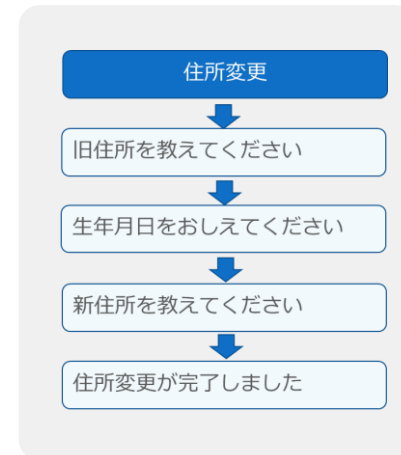 住所変更
旧住所を教えてください
生年月日をおしえてください
新住所を教えてください
住所変更が完了しました